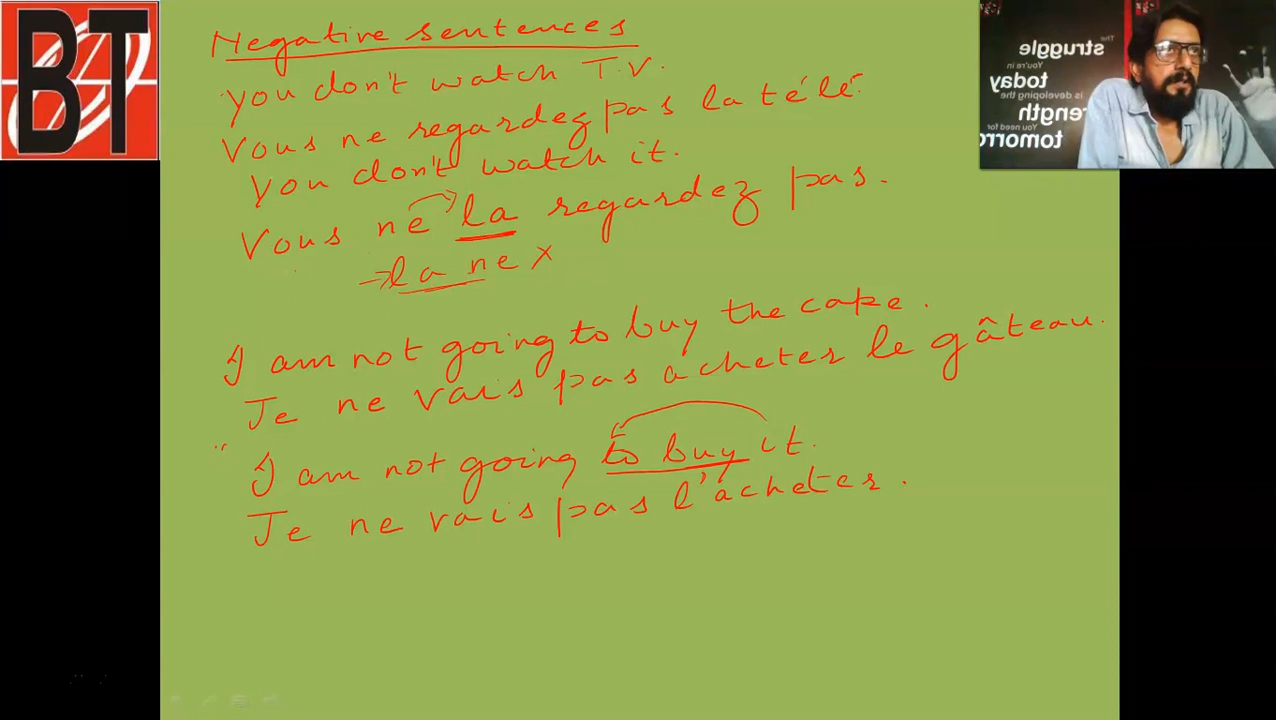 BT
Negative sentences
you don't watch T.V.
Vous ne regardez pas la télé.
You don't watch it.
Vous ne la regardez pas.
→ la ne x
I am not going to buy the cake.
Je ne vais pas acheter le gâteau.
I am not going to buy it.
Je ne vais pas l'acheter.
The
struggle
You're in
today
is developing the
rength
You need for
tomorro